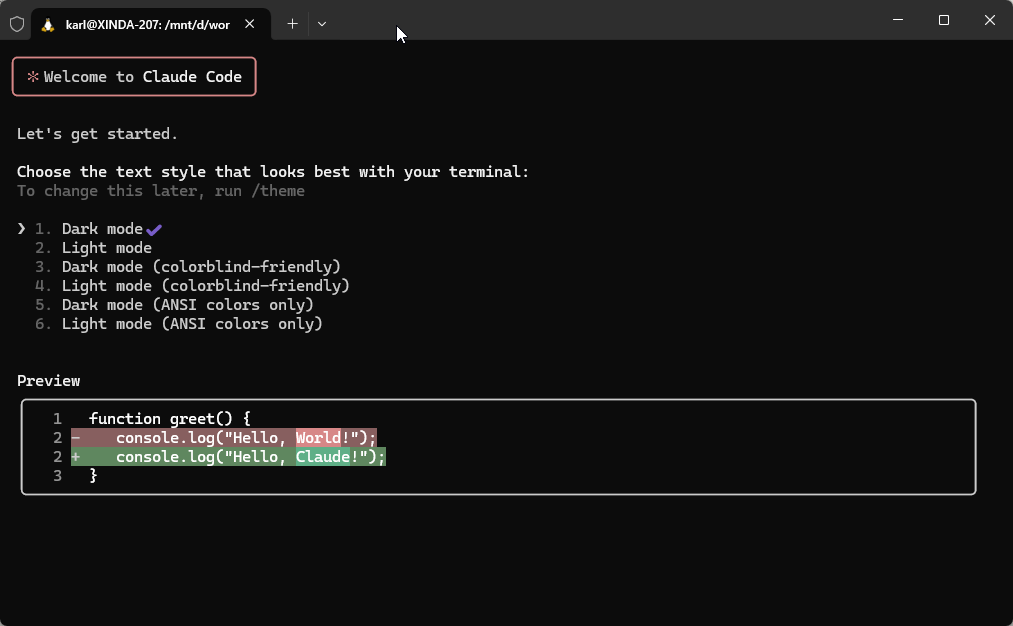 karl@XINDA-207: /mnt/d/wor
✻ Welcome to Claude Code
Let's get started.
Choose the text style that looks best with your terminal:
To change this later, run /theme
❯ 1. Dark mode✔
2. Light mode
3. Dark mode (colorblind-friendly)
4. Light mode (colorblind-friendly)
5. Dark mode (ANSI colors only)
6. Light mode (ANSI colors only)
Preview
1 function greet() {
2 - console.log("Hello, World!");
2 + console.log("Hello, Claude!");
3 }